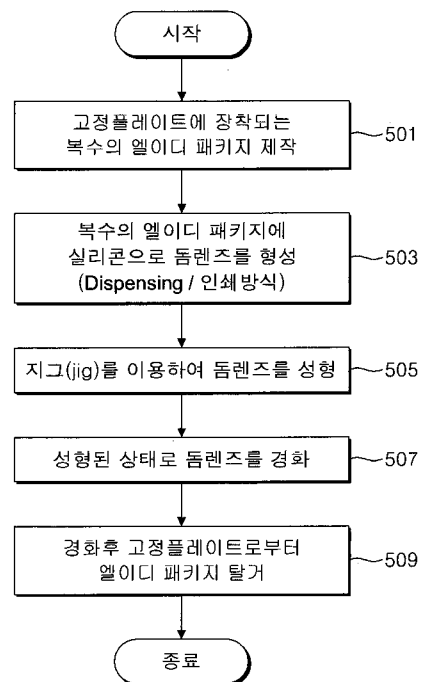 시작
고정플레이트에 장착되는
복수의 엘이디 패키지 제작
501
복수의 엘이디 패키지에
실리콘으로 돔렌즈를 형성
(Dispensing / 인쇄방식)
503
지그(jig)를 이용하여 돔렌즈를 성형
505
성형된 상태로 돔렌즈를 경화
507
경화후 고정플레이트로부터
엘이디 패키지 탈거
509
종료